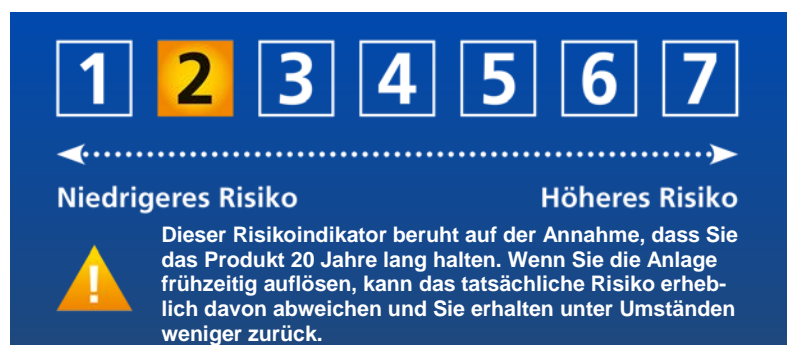 1 2 3 4 5 6 7
Niedrigeres Risiko Höheres Risiko
Dieser Risikoindikator beruht auf der Annahme, dass Sie
das Produkt 20 Jahre lang halten. Wenn Sie die Anlage
frühzeitig auflösen, kann das tatsächliche Risiko erheb-
lich davon abweichen und Sie erhalten unter Umständen
weniger zurück.